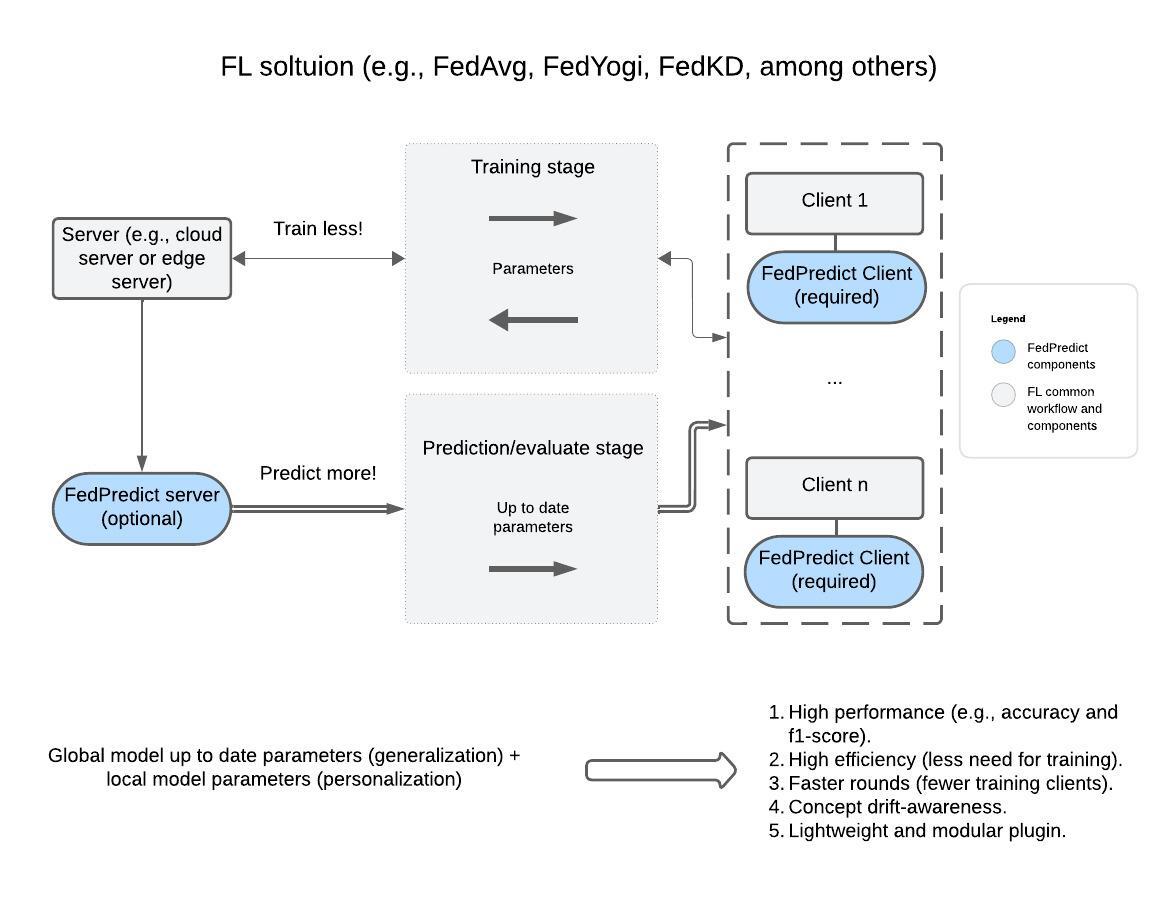 FL soltuion (e.g., FedAvg, FedYogi, FedKD, among others)
Server (e.g., cloud
server or edge
server)
Train less!
Training stage
Parameters
Client 1
FedPredict Client
(required)
...
Client n
FedPredict Client
(required)
Legend
FedPredict
components
FL common
workflow and
components
FedPredict server
(optional)
Predict more!
Prediction/evaluate stage
Up to date
parameters
Global model up to date parameters (generalization) +
local model parameters (personalization)
1. High performance (e.g., accuracy and
f1-score).
2. High efficiency (less need for training).
3. Faster rounds (fewer training clients).
4. Concept drift-awareness.
5. Lightweight and modular plugin.